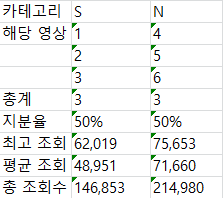 카테고리 S N
해당 영상 1 4
2 5
3 6
총계 3 3
지분율 50% 50%
최고 조회 62,019 75,653
평균 조회 48,951 71,660
총 조회수 146,853 214,980